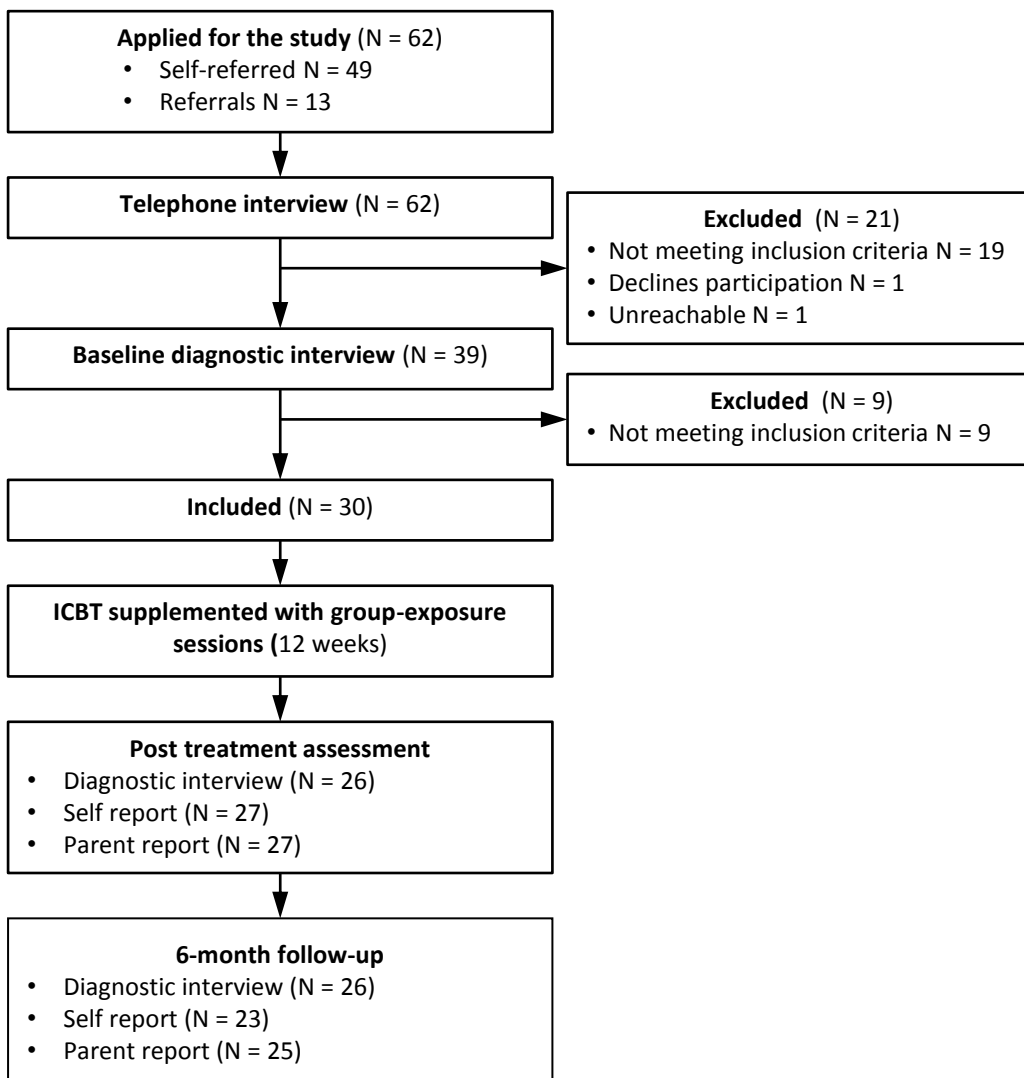 Applied for the study (N = 62)
• Self-referred N = 49
• Referrals N = 13
Telephone interview (N = 62)
Excluded (N = 21)
• Not meeting inclusion criteria N = 19
• Declines participation N = 1
• Unreachable N = 1
Baseline diagnostic interview (N = 39)
Excluded (N = 9)
• Not meeting inclusion criteria N = 9
Included (N = 30)
ICBT supplemented with group-exposure
sessions (12 weeks)
Post treatment assessment
• Diagnostic interview (N = 26)
• Self report (N = 27)
• Parent report (N = 27)
6-month follow-up
• Diagnostic interview (N = 26)
• Self report (N = 23)
• Parent report (N = 25)